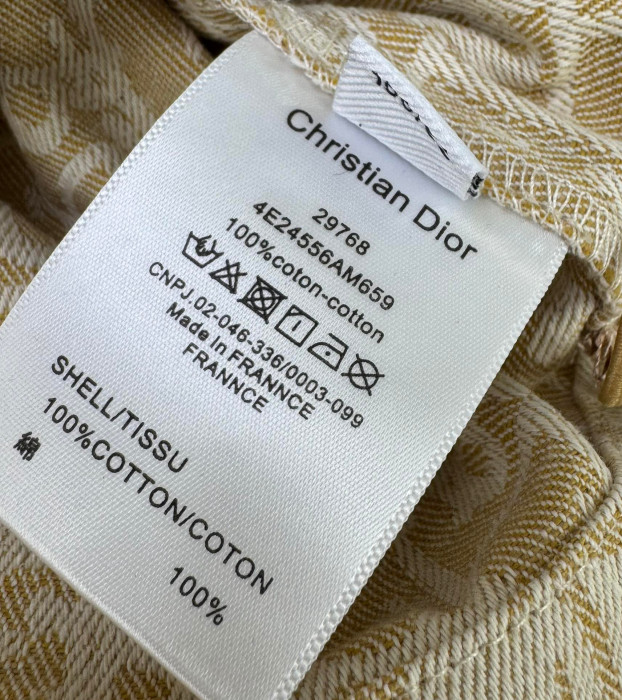 Christian Dior
29768
4E24556AM659
100%coton-cotton
CNPJ.02-046-336/0003-099
Made in FRANNCE
FRANNCE
SHELL/TISSU
100%COTTON/COTON
綿
100%